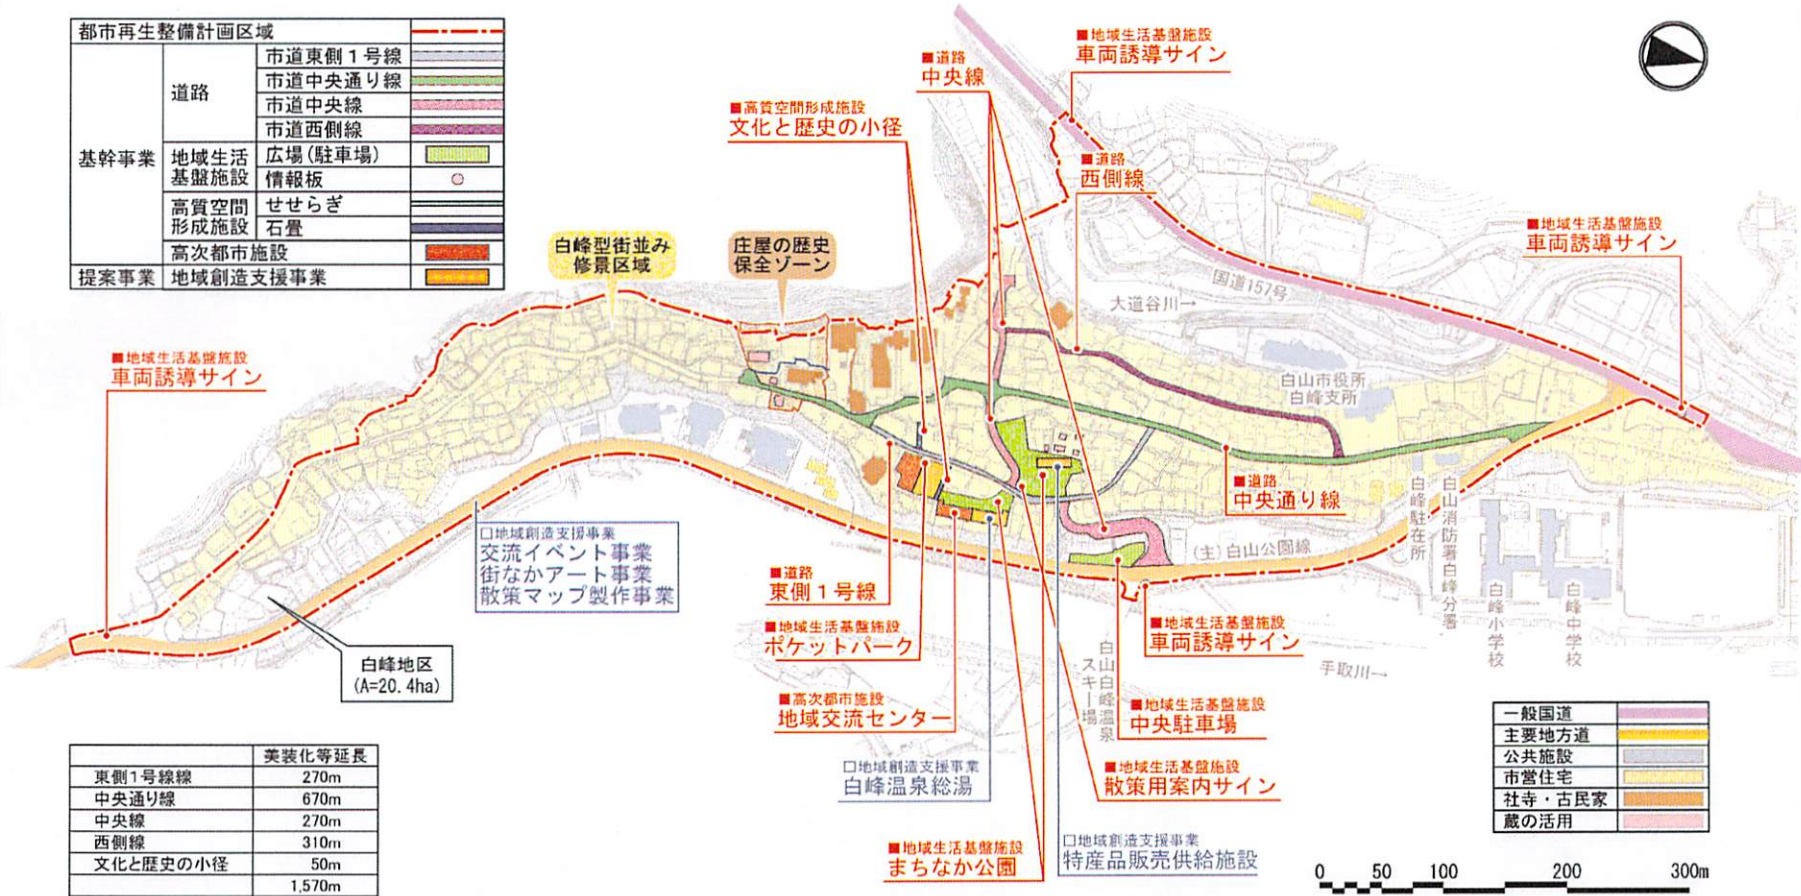 都市再生整備計画区域
基幹事業
道路
市道東側1号線
市道中央通り線
市道中央線
市道西側線
地域生活
基盤施設
広場(駐車場)
情報板
高質空間
形成施設
せせらぎ
石畳
高次都市施設
提案事業 地域創造支援事業
■地域生活基盤施設
車両誘導サイン
■道路
中央線
■高質空間形成施設
文化と歴史の小径
■道路
西側線
■地域生活基盤施設
車両誘導サイン
白峰型街並み
修景区域
庄屋の歴史
保全ゾーン
国道157号
大道谷川→
■地域生活基盤施設
車両誘導サイン
白山市役所
白峰支所
■道路
中央通り線
白峰駐在所
白山消防署白峰分署
□地域創造支援事業
交流イベント事業
街なかアート事業
散策マップ製作事業
(主)白山公園線
■道路
東側1号線
白峰小学校
白峰中学校
■地域生活基盤施設
ポケットパーク
■地域生活基盤施設
車両誘導サイン
白峰地区
(A=20.4ha)
白山白峰温泉
スキー場
手取川→
■高次都市施設
地域交流センター
■地域生活基盤施設
中央駐車場
□地域創造支援事業
白峰温泉総湯
■地域生活基盤施設
散策用案内サイン
■地域生活基盤施設
まちなか公園
□地域創造支援事業
特産品販売供給施設
美装化等延長
東側1号線線 270m
中央通り線 670m
中央線 270m
西側線 310m
文化と歴史の小径 50m
1,570m
一般国道
主要地方道
公共施設
市営住宅
社寺・古民家
蔵の活用
0 50 100 200 300m